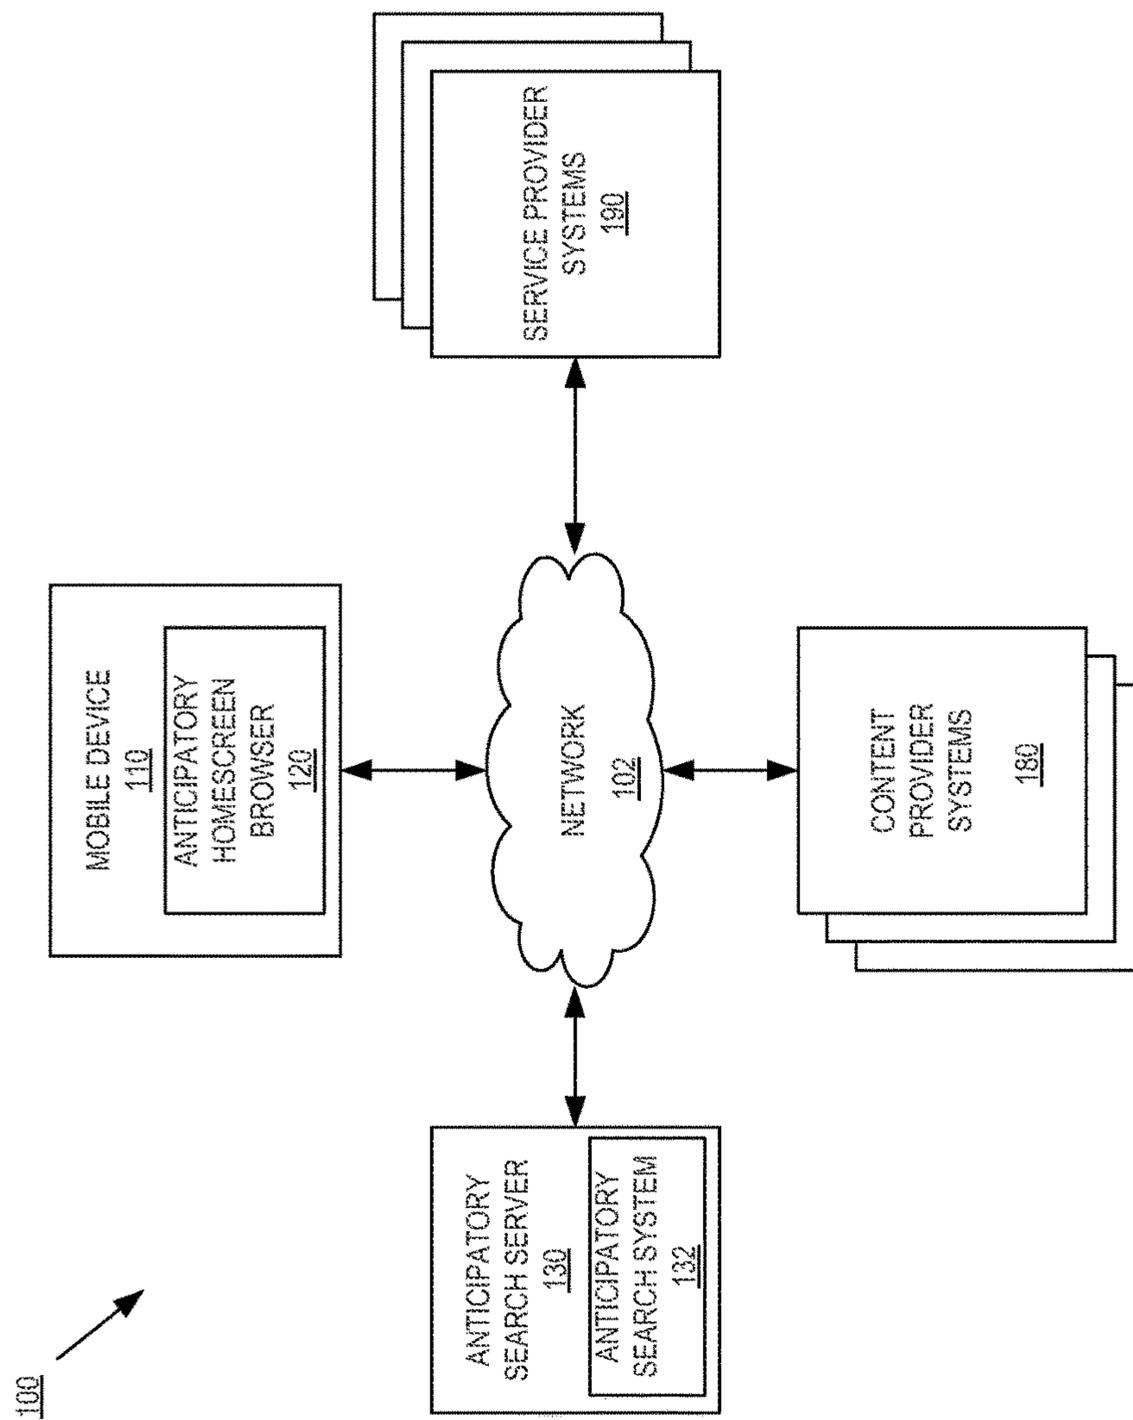 100
MOBILE DEVICE
110
ANTICIPATORY
HOMESCREEN
BROWSER
120
ANTICIPATORY
SEARCH SERVER
130
ANTICIPATORY
SEARCH SYSTEM
132
NETWORK
102
SERVICE PROVIDER
SYSTEMS
190
CONTENT
PROVIDER
SYSTEMS
180